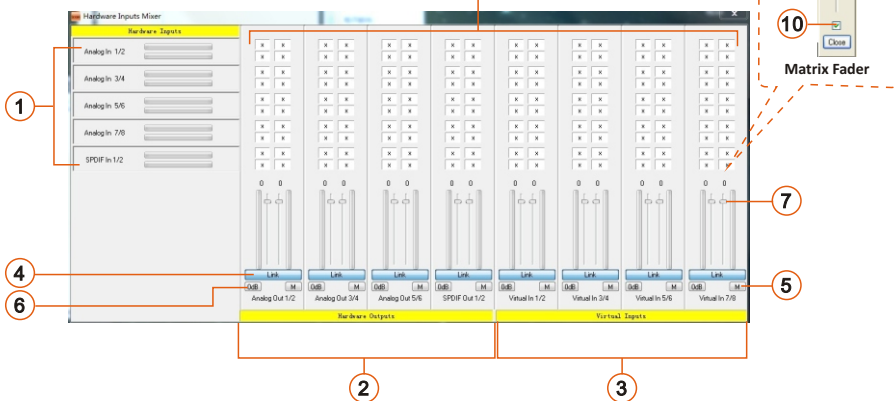 Hardware Inputs Mixer
Hardware Inputs
Analog In 1/2
Analog In 3/4
Analog In 5/6
Analog In 7/8
SPDIF In 1/2
x x x x x x x x x x x x x x x x
x x x x x x x x x x x x x x x x
x x x x x x x x x x x x x x x x
x x x x x x x x x x x x x x x x
x x x x x x x x x x x x x x x x
x x x x x x x x x x x x x x x x
x x x x x x x x x x x x x x x x
x x x x x x x x x x x x x x x x
x x x x x x x x x x x x x x x x
x x x x x x x x x x x x x x x x
0 0 0 0 0 0 0 0 0 0 0 0 0 0 0 0
Link Link Link Link Link Link Link Link
0dB M 0dB M 0dB M 0dB M 0dB M 0dB M 0dB M 0dB M
Analog Out 1/2 Analog Out 3/4 Analog Out 5/6 SPDIF Out 1/2 Virtual In 1/2 Virtual In 3/4 Virtual In 5/6 Virtual In 7/8
Hardware Outputs Virtual Inputs
10
Close
Matrix Fader
1
7
4
5
6
2
3